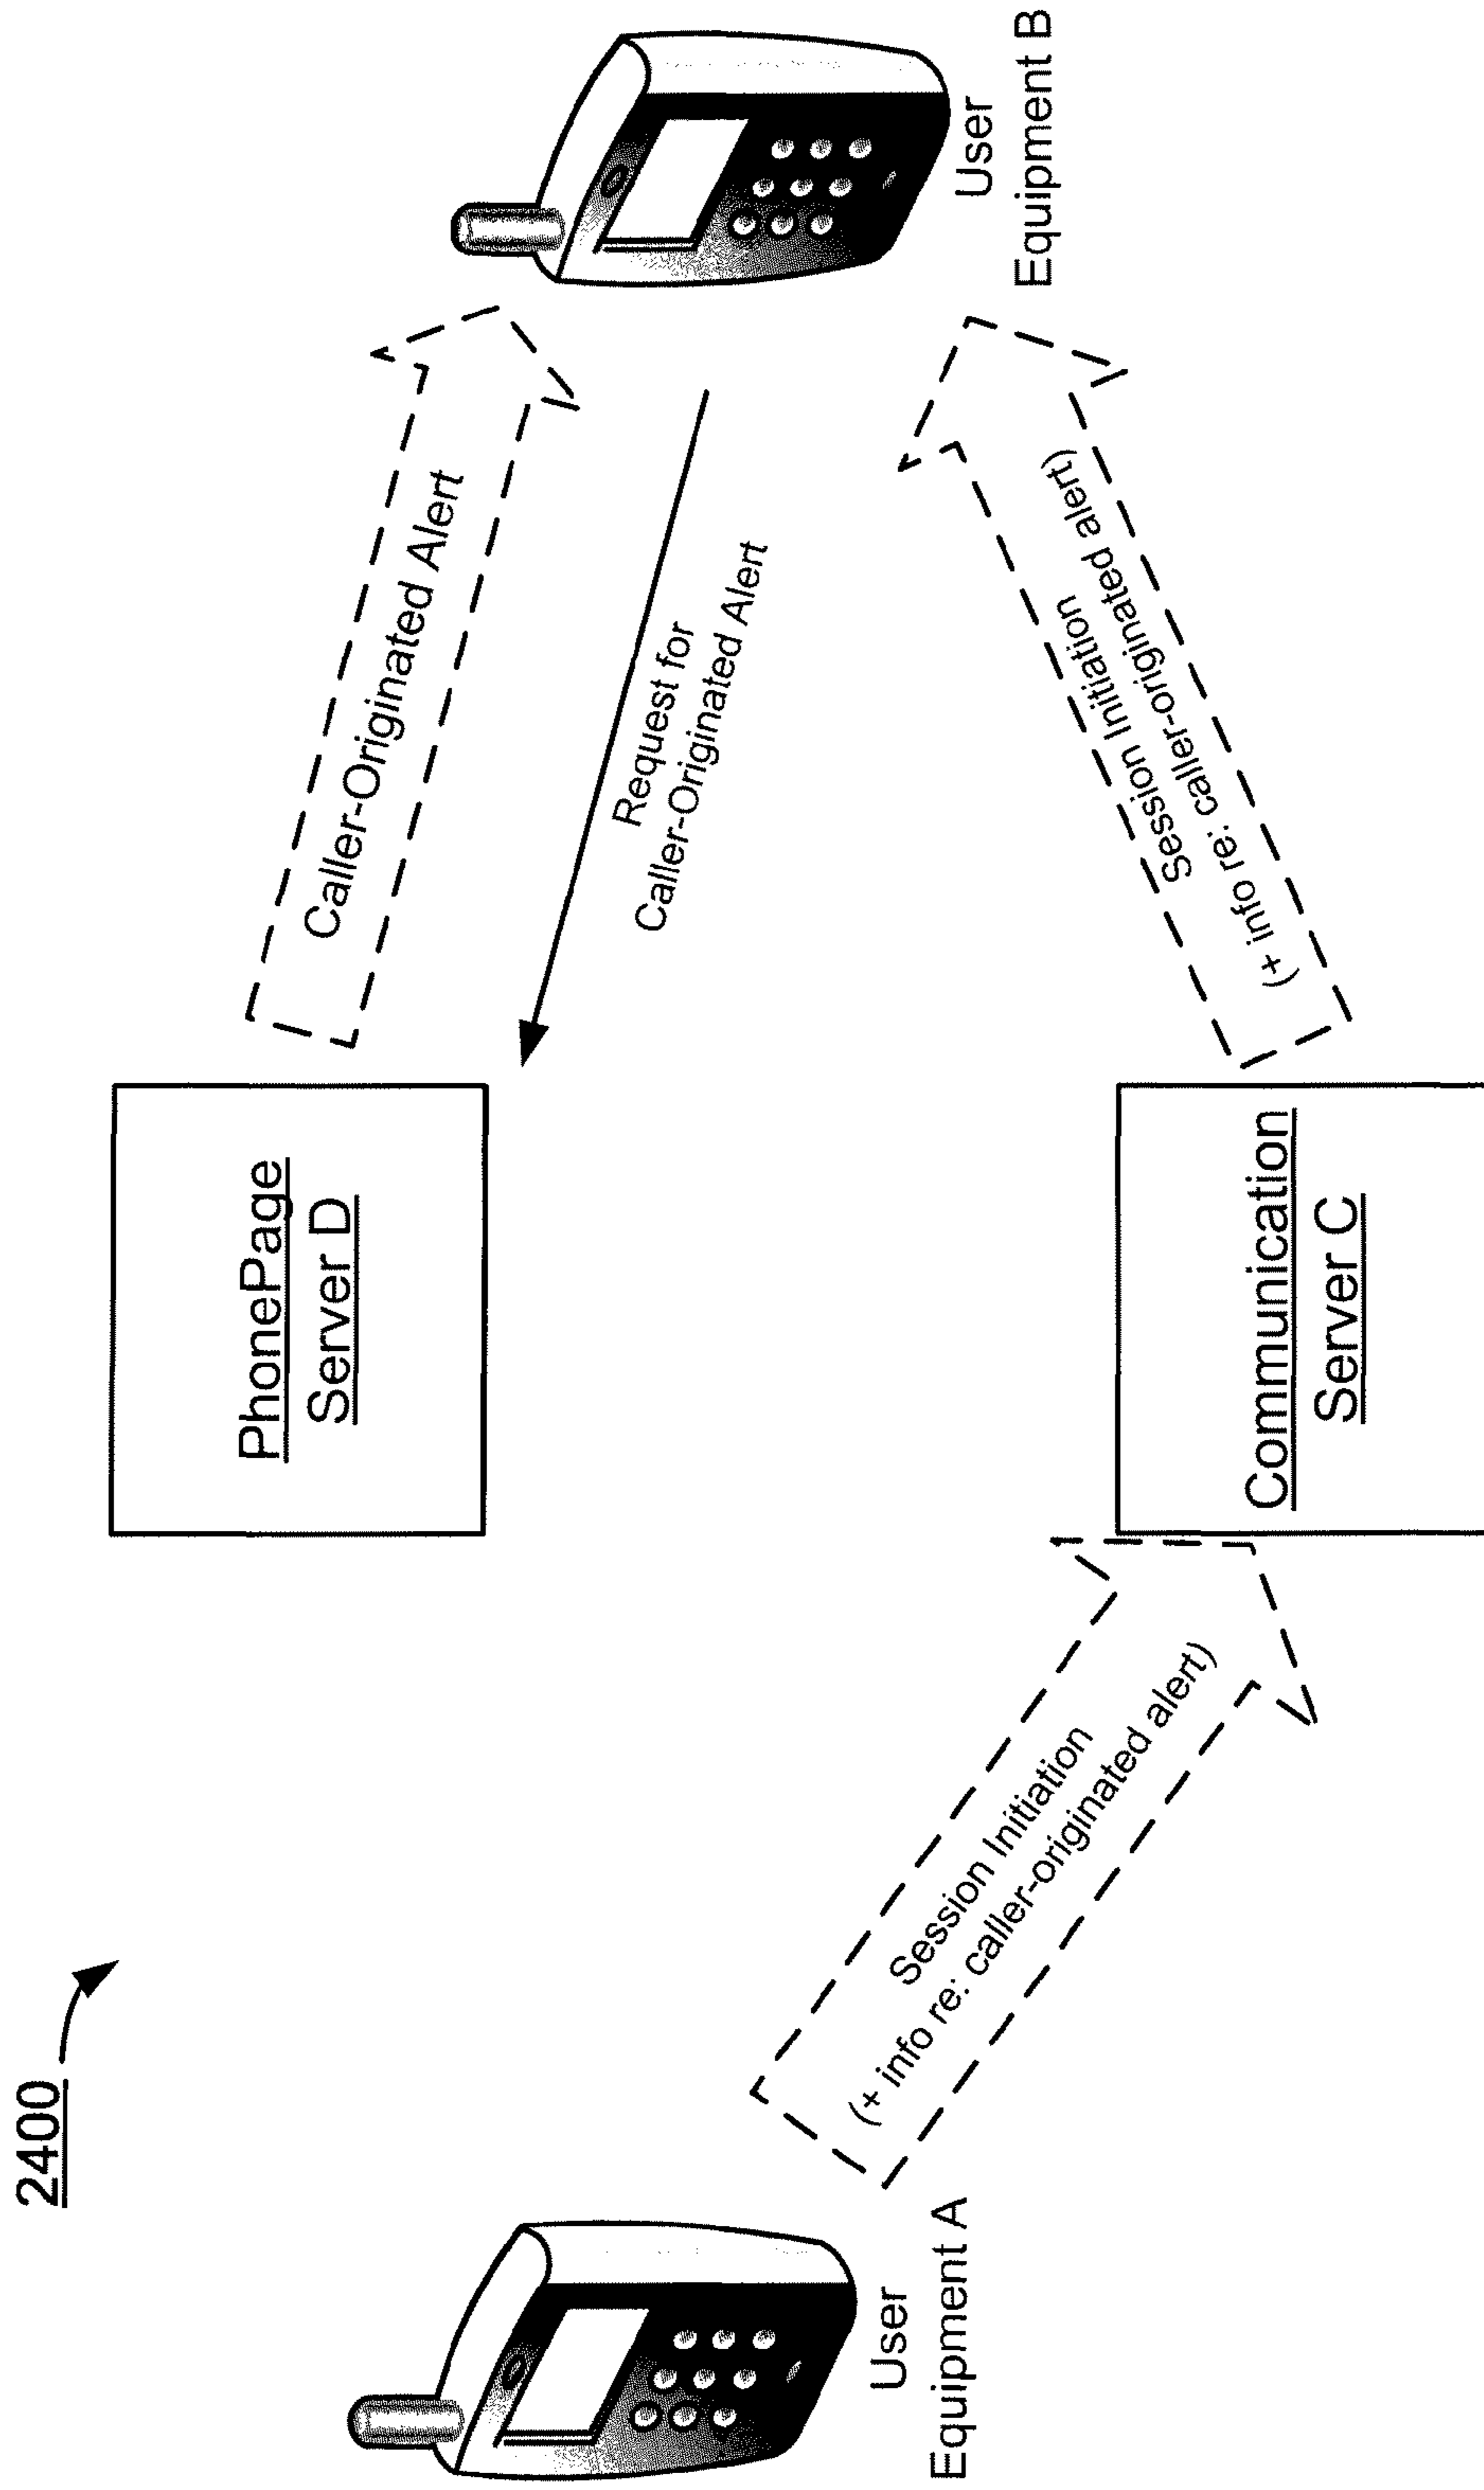 2400
PhonePage
Server D
Caller-Originated Alert
Request for
Caller-Originated Alert
User
Equipment A
User
Equipment B
Session Initiation
(+ info re: caller-originated alert)
Session Initiation
(+ info re: caller-originated alert)
Communication
Server C